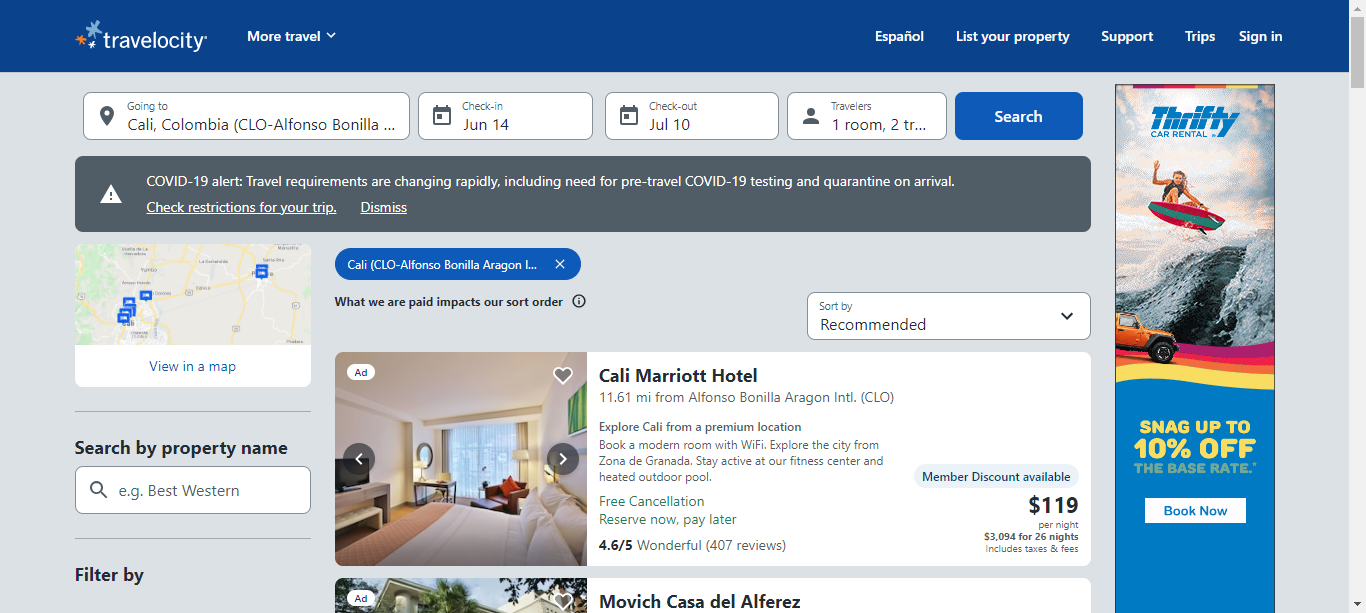 travelocity
More travel
Español
List your property
Support
Trips
Sign in
Going to
Cali, Colombia (CLO-Alfonso Bonilla ...
Check-in
Jun 14
Check-out
Jul 10
Travelers
1 room, 2 tr...
Search
COVID-19 alert: Travel requirements are changing rapidly, including need for pre-travel COVID-19 testing and quarantine on arrival.
Check restrictions for your trip.
Dismiss
Yumbo
Cali
View in a map
Search by property name
e.g. Best Western
Filter by
Cali (CLO-Alfonso Bonilla Aragon I...
What we are paid impacts our sort order
Sort by
Recommended
Ad
Cali Marriott Hotel
11.61 mi from Alfonso Bonilla Aragon Intl. (CLO)
Explore Cali from a premium location
Book a modern room with WiFi. Explore the city from
Zona de Granada. Stay active at our fitness center and
heated outdoor pool.
Free Cancellation
Reserve now, pay later
4.6/5 Wonderful (407 reviews)
Member Discount available
$119
per night
$3,094 for 26 nights
Includes taxes & fees
Ad
Movich Casa del Alferez
Thrifty
CAR RENTAL
SNAG UP TO
10% OFF
THE BASE RATE.*
Book Now